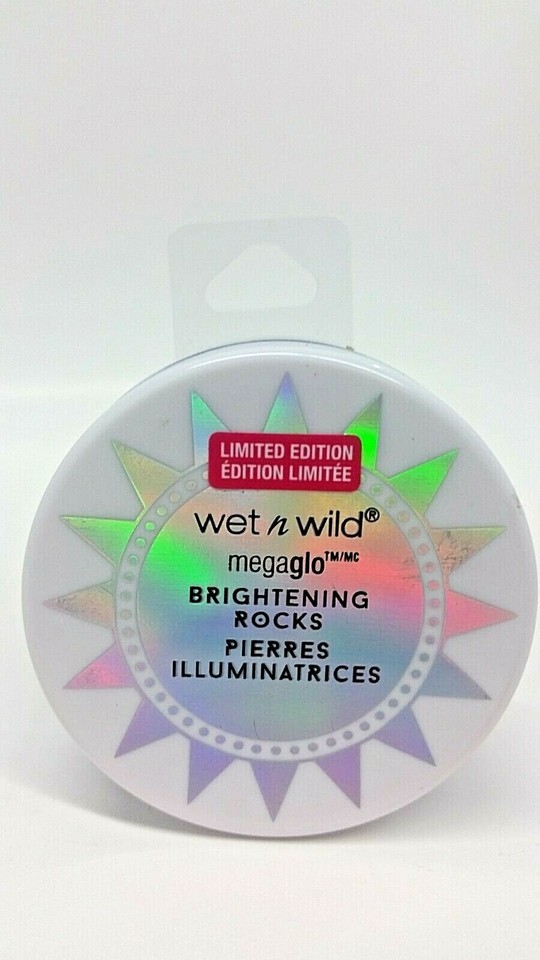 LIMITED EDITION
ÉDITION LIMITÉE
wet n wild®
megaglo™/MC
BRIGHTENING
ROCKS
PIERRES
ILLUMINATRICES